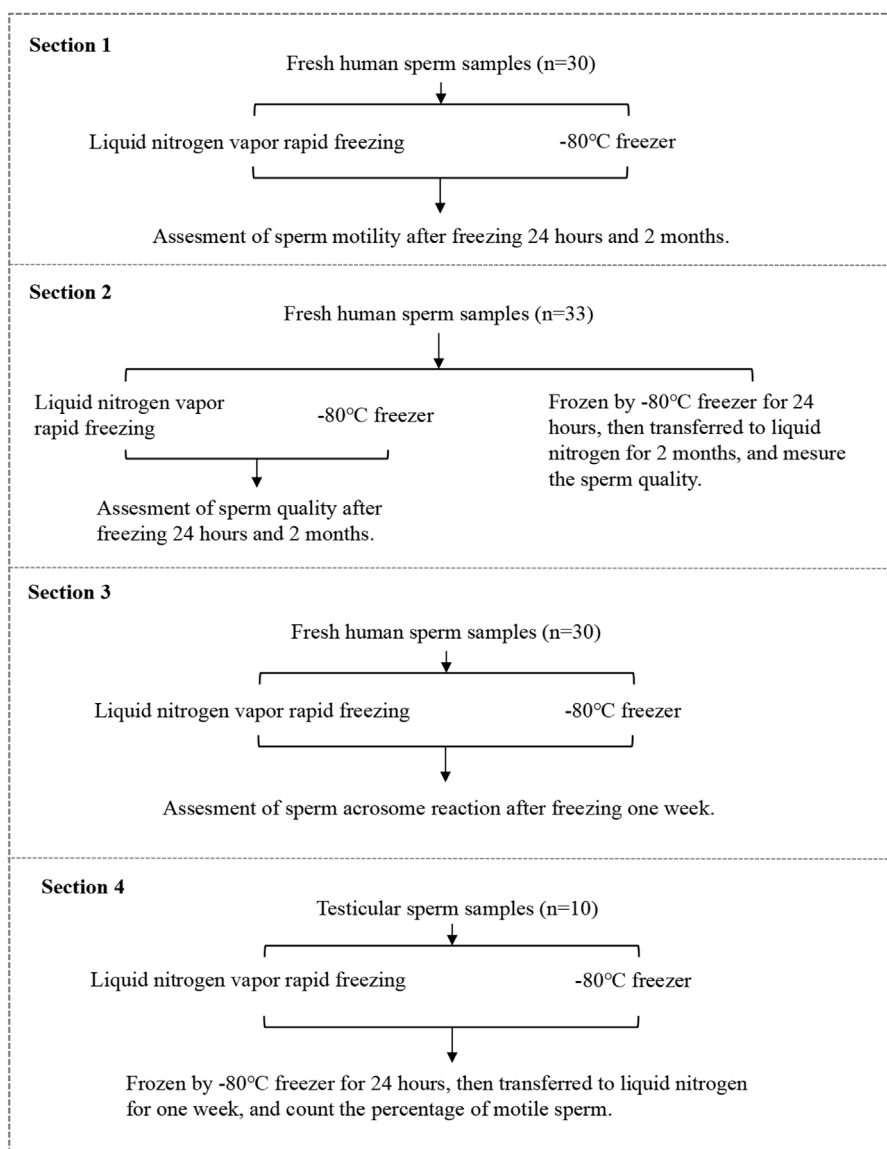 Section 1
Fresh human sperm samples (n=30)
Liquid nitrogen vapor rapid freezing
-80℃ freezer
Assesment of sperm motility after freezing 24 hours and 2 months.
Section 2
Fresh human sperm samples (n=33)
Liquid nitrogen vapor
rapid freezing
-80℃ freezer
Frozen by -80℃ freezer for 24
hours, then transferred to liquid
nitrogen for 2 months, and mesure
the sperm quality.
Assesment of sperm quality after
freezing 24 hours and 2 months.
Section 3
Fresh human sperm samples (n=30)
Liquid nitrogen vapor rapid freezing
-80℃ freezer
Assesment of sperm acrosome reaction after freezing one week.
Section 4
Testicular sperm samples (n=10)
Liquid nitrogen vapor rapid freezing
-80℃ freezer
Frozen by -80℃ freezer for 24 hours, then transferred to liquid nitrogen
for one week, and count the percentage of motile sperm.